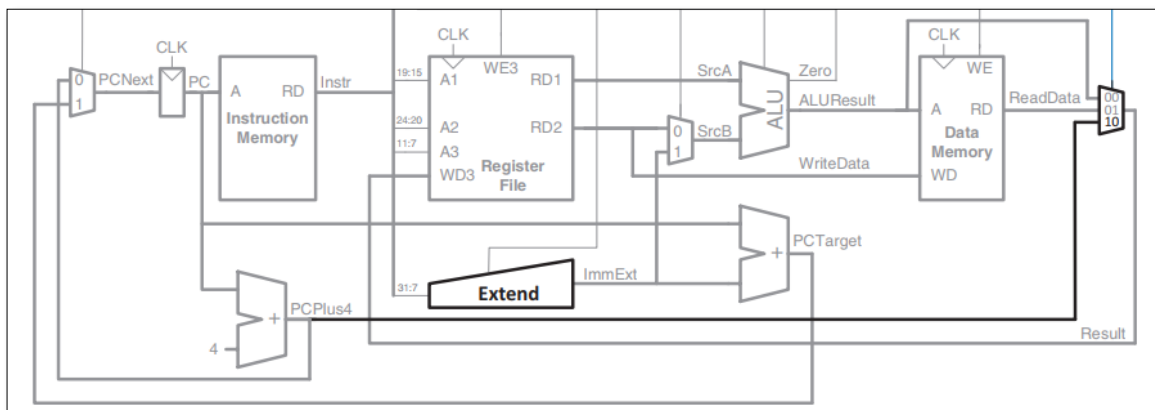 CLK
CLK
CLK
0
1
PCNext
PC
A
RD
Instruction
Memory
Instr
19:15
24:20
11:7
31:7
A1
A2
A3
WD3
WE3
RD1
RD2
Register
File
SrcA
0
1
SrcB
ALU
Zero
ALUResult
WriteData
A
RD
WE
Data
Memory
WD
ReadData
00
01
10
Extend
ImmExt
+
PCTarget
4
+
PCPlus4
Result